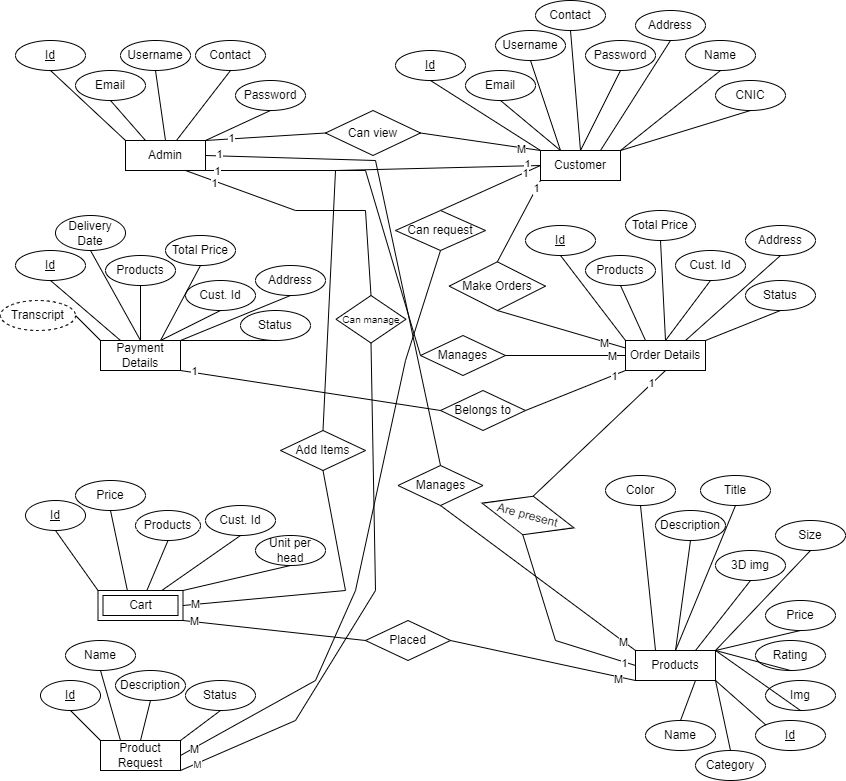 Id
Email
Username
Contact
Password
Admin
1
1
1
1
Can view
M
Id
Email
Username
Contact
Password
Address
Name
CNIC
Customer
1
1
1
Can request
Make Orders
Id
Delivery
Date
Products
Total Price
Cust. Id
Address
Status
Transcript
Payment
Details
1
Can manage
Id
Products
Total Price
Cust. Id
Address
Status
Order Details
M
M
1
1
Manages
Belongs to
Add Items
Manages
Are present
Id
Price
Products
Cust. Id
Unit per
head
Cart
M
M
Placed
Color
Description
Title
3D img
Size
Price
Rating
Img
Id
Category
Name
Products
M
1
M
Id
Name
Description
Status
Product
Request
M
M